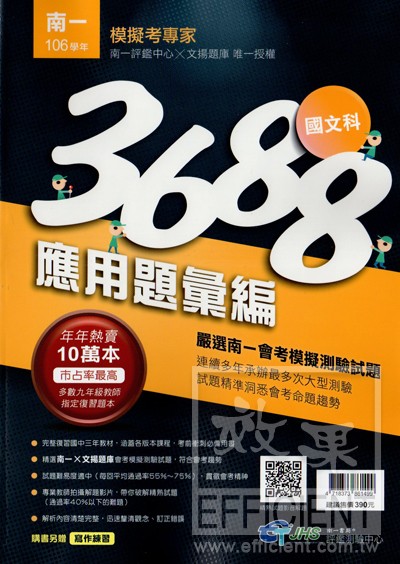 南一
106學年
模擬考專家
南一評鑑中心×文揚題庫 唯一授權
國文科
3688
應用題彙編
年年熱賣
10萬本
市占率最高
多數九年級教師
指定復習題本
嚴選南一會考模擬測驗試題
連續多年承辦最多次大型測驗
試題精準洞悉會考命題趨勢
效果
•完整復習國中三年教材，涵蓋各版本課程，考前衝刺必備用書
•精選南一×文揚題庫會考模擬測驗試題，符合會考趨勢
•試題難易度適中（每回平均通過率55%~75%），貫徹會考精神
•專業教師拍攝解題影片，帶你破解精熟試題
（通過率40%以下的難題）
•解析內容清楚完整，迅速釐清觀念、訂正錯誤
購書另贈 寫作練習
建議售價390元
EFFICIENT
JHS
評鑑測驗中心
http://www.efficient.com.tw